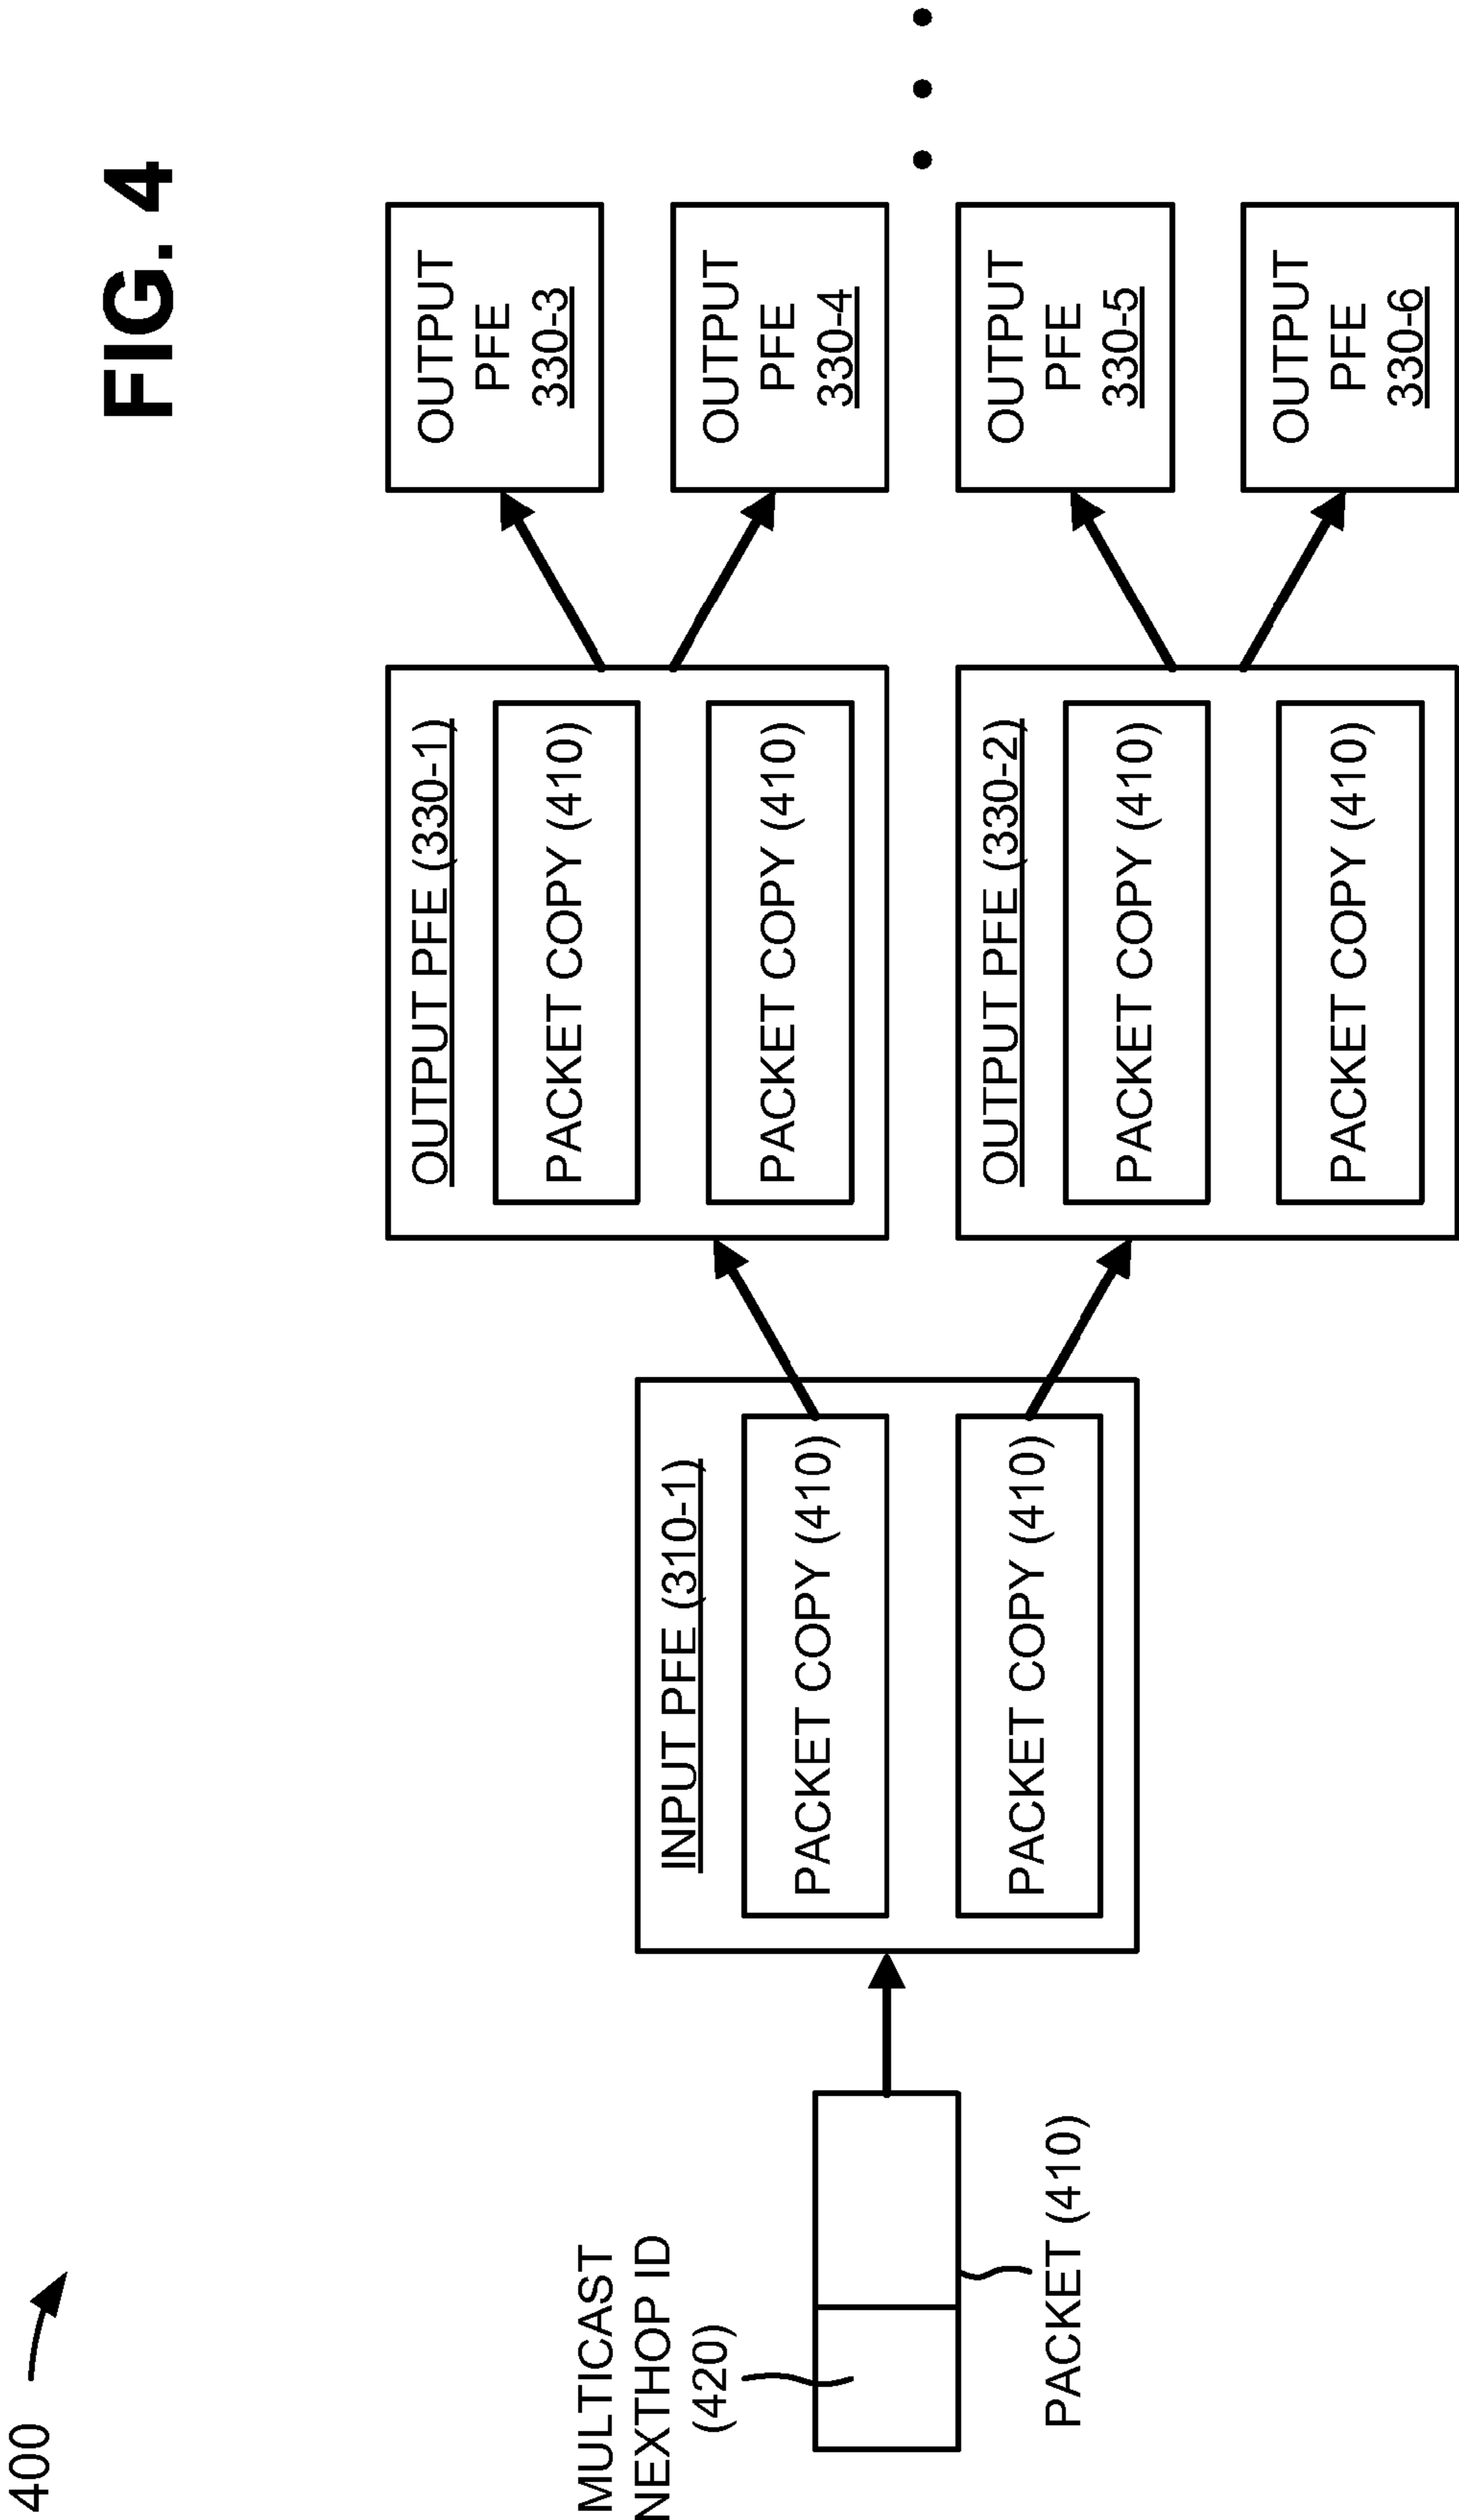 400
FIG. 4
MULTICAST
NEXTHOP ID
(420)
PACKET (410)
INPUT PFE (310-1)
PACKET COPY (410)
PACKET COPY (410)
OUTPUT PFE (330-1)
PACKET COPY (410)
PACKET COPY (410)
OUTPUT PFE (330-2)
PACKET COPY (410)
PACKET COPY (410)
OUTPUT
PFE
330-3
OUTPUT
PFE
330-4
OUTPUT
PFE
330-5
OUTPUT
PFE
330-6